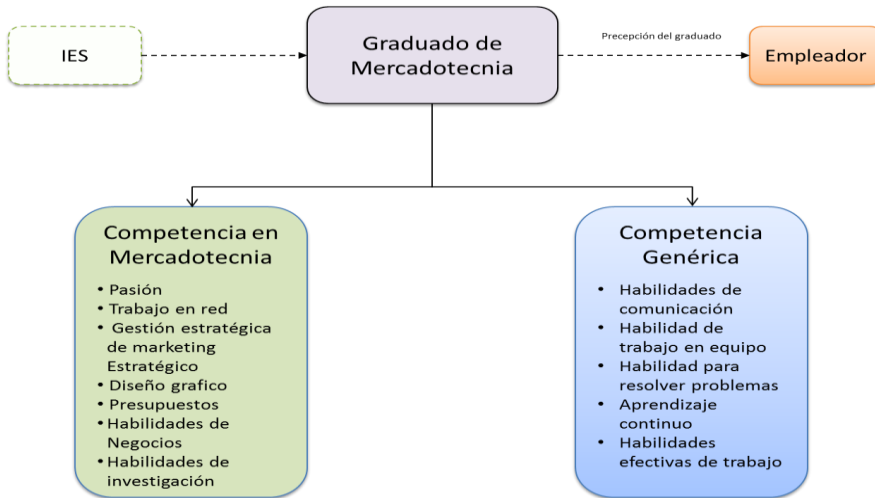 IES
Graduado de
Mercadotecnia
Precepción del graduado
Empleador
Competencia en
Mercadotecnia
• Pasión
• Trabajo en red
• Gestión estratégica
de marketing
Estratégico
• Diseño grafico
• Presupuestos
• Habilidades de
Negocios
• Habilidades de
investigación
Competencia
Genérica
• Habilidades de
comunicación
• Habilidad de
trabajo en equipo
• Habilidad para
resolver problemas
• Aprendizaje
continuo
• Habilidades
efectivas de trabajo